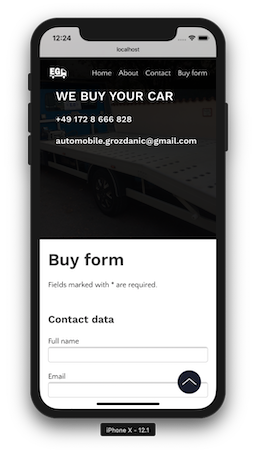 12:24
localhost
EG
Home About Contact Buy form
WE BUY YOUR CAR
+49 172 8 666 828
automobile.grozdanic@gmail.com
Buy form
Fields marked with * are required.
Contact data
Full name
Email
iPhone X - 12.1